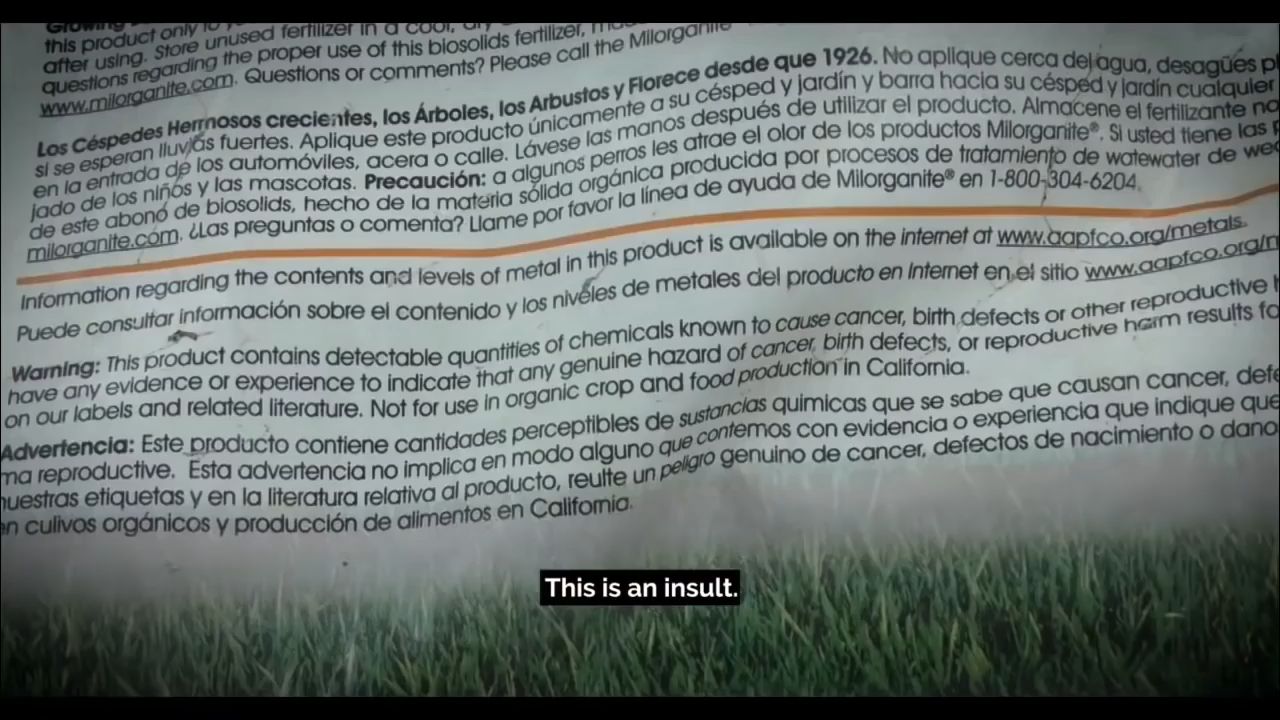 this product only to
after using. Store unused fertilizer in a cool, dry
questions regarding the proper use of this biosolids fertilizer,
www.milorganite.com. Questions or comments? Please call the Milorganite
Los Céspedes Hermosos crecientes, los Árboles, los Arbustos y Florece desde que 1926. No aplique cerca del agua, desagües
si se esperan lluvias fuertes. Aplique este producto únicamente a su césped y jardín y barra hacia su césped y jardín cualquier
en la entrada de los automóviles, acera o calle. Lávese las manos después de utilizar el producto. Almacene el fertilizante
jado de los niños y las mascotas. Precaución: a algunos perros les atrae el olor de los productos Milorganite®. Si usted tiene las
de este abono de biosolids, hecho de la materia sólida orgánica producida por procesos de tratamiento de watewater de
milorganite.com. ¿Las preguntas o comenta? Llame por favor la línea de ayuda de Milorganite® en 1-800-304-6204.
Information regarding the contents and levels of metal in this product is available on the internet at www.aapfco.org/metals.
Puede consultar información sobre el contenido y los niveles de metales del producto en Internet en el sitio www.aapfco.org/
Warning: This product contains detectable quantities of chemicals known to cause cancer, birth defects or other reproductive
have any evidence or experience to indicate that any genuine hazard of cancer, birth defects, or reproductive harm results
on our labels and related literature. Not for use in organic crop and food production in California.
Advertencia: Este producto contiene cantidades perceptibles de sustancias quimicas que se sabe que causan cancer,
ma reproductive. Esta advertencia no implica en modo alguno que contemos con evidencia o experiencia que indique que
nuestras etiquetas y en la literatura relativa al producto, reulte un peligro genuino de cancer, defectos de nacimiento o
en culivos orgánicos y producción de alimentos en California.
This is an insult.